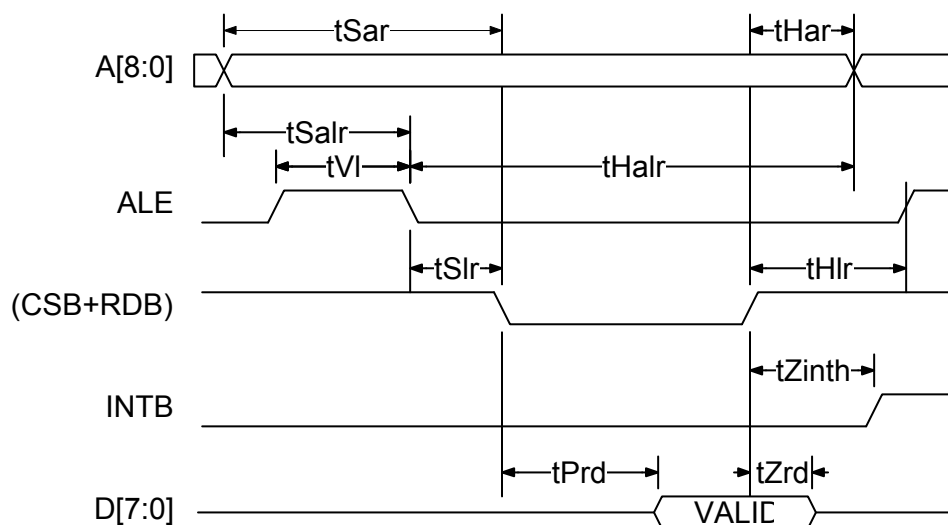 tSar
tHar
A[8:0]
tSalr
tVl
tHalr
ALE
tSlr
tHlr
(CSB+RDB)
tZinth
INTB
tPrd
tZrd
D[7:0]
VALID